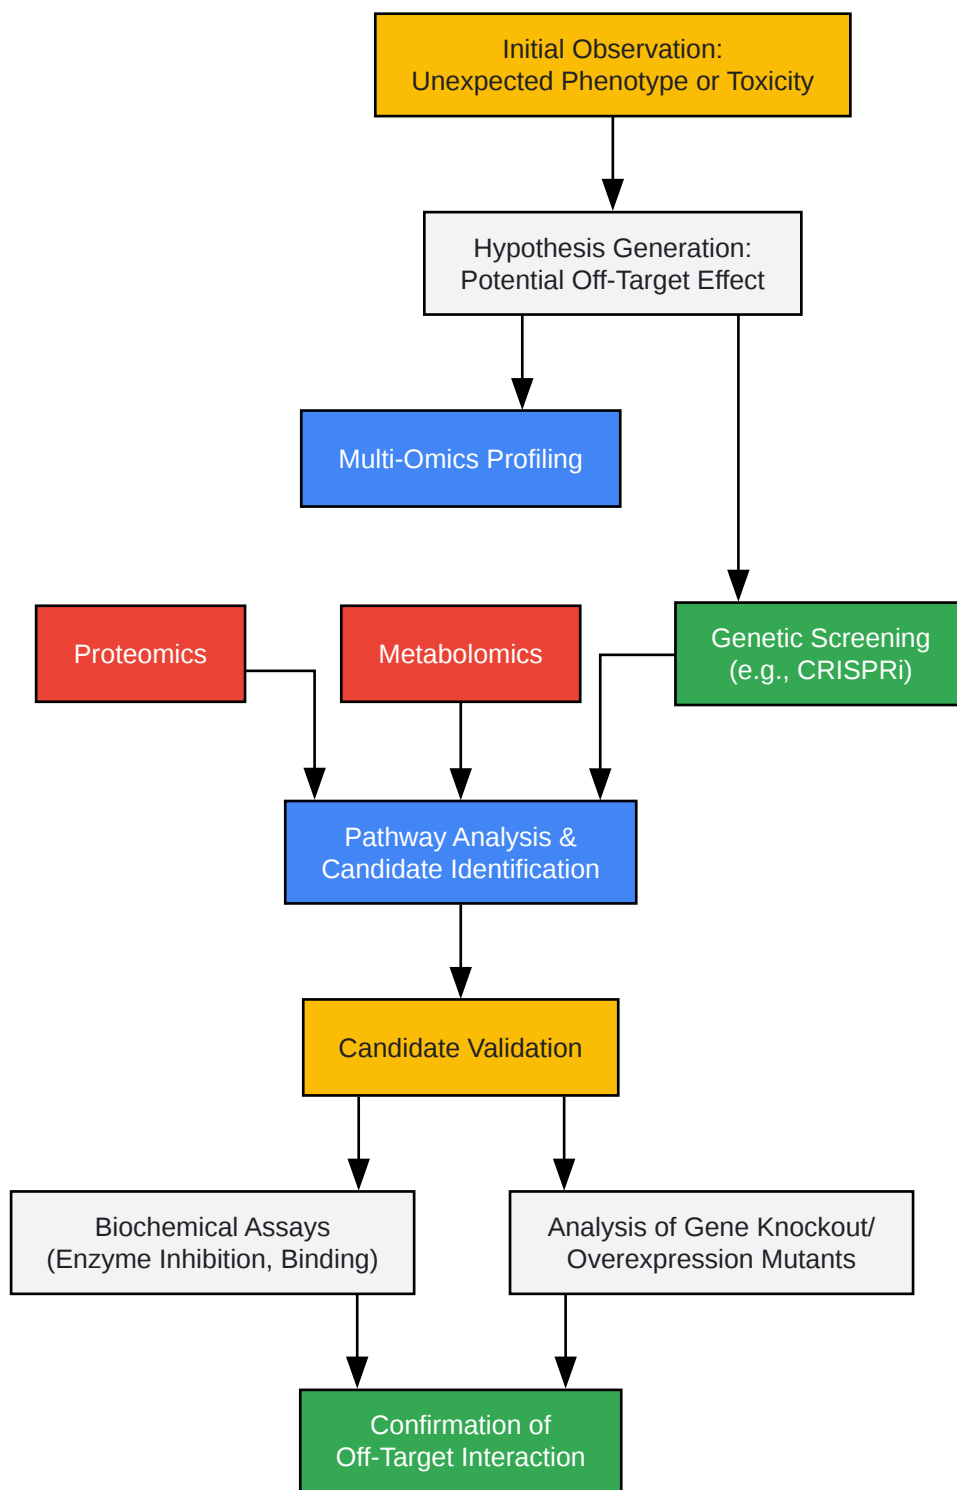 Initial Observation:
Unexpected Phenotype or Toxicity
Hypothesis Generation:
Potential Off-Target Effect
Multi-Omics Profiling
Proteomics
Metabolomics
Genetic Screening
(e.g., CRISPRi)
Pathway Analysis &
Candidate Identification
Candidate Validation
Biochemical Assays
(Enzyme Inhibition, Binding)
Analysis of Gene Knockout/
Overexpression Mutants
Confirmation of
Off-Target Interaction